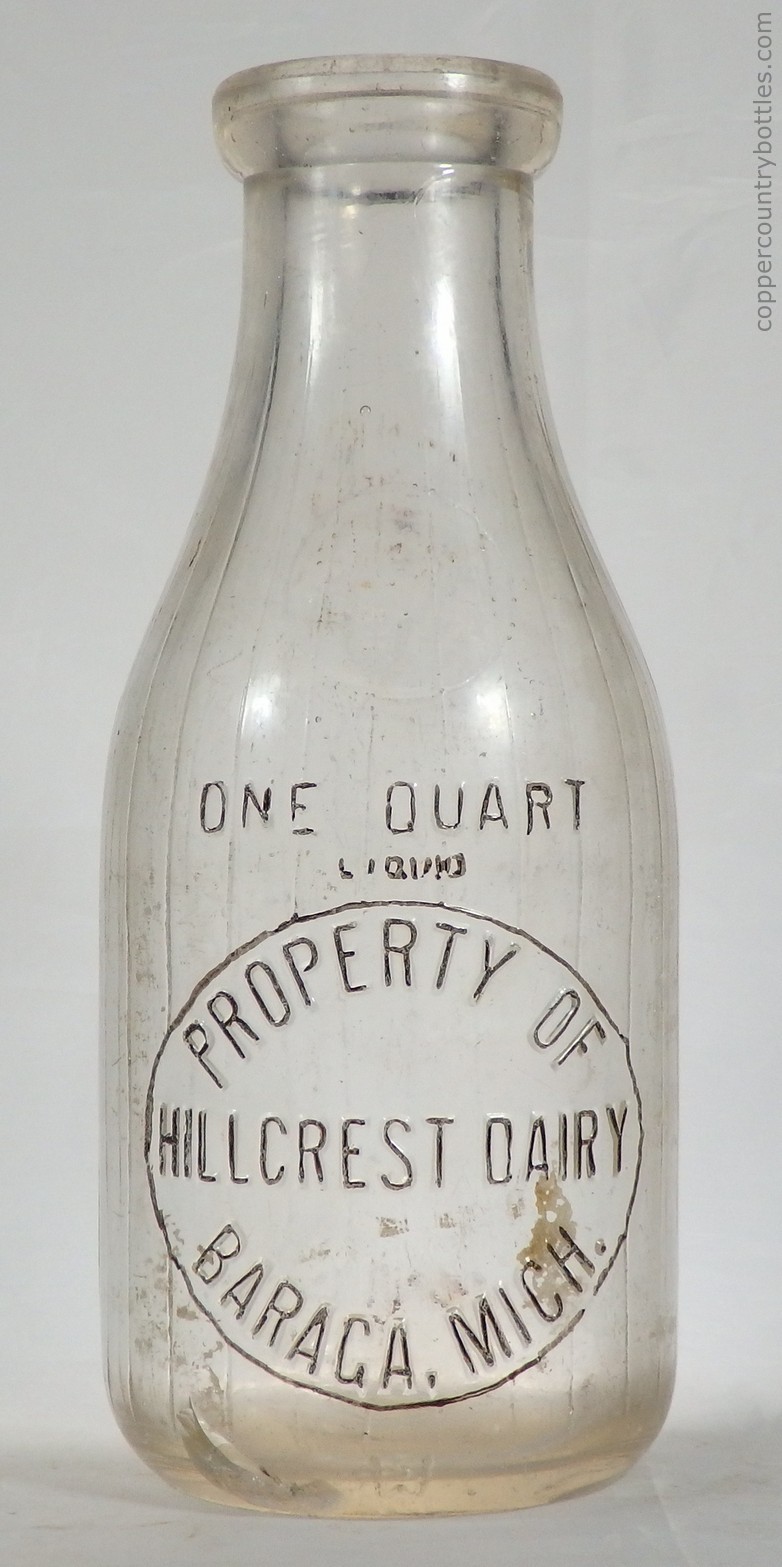 ONE QUART
LIQUID
PROPERTY OF
HILLCREST DAIRY
BARAGA, MICH.
coppercountrybottles.com